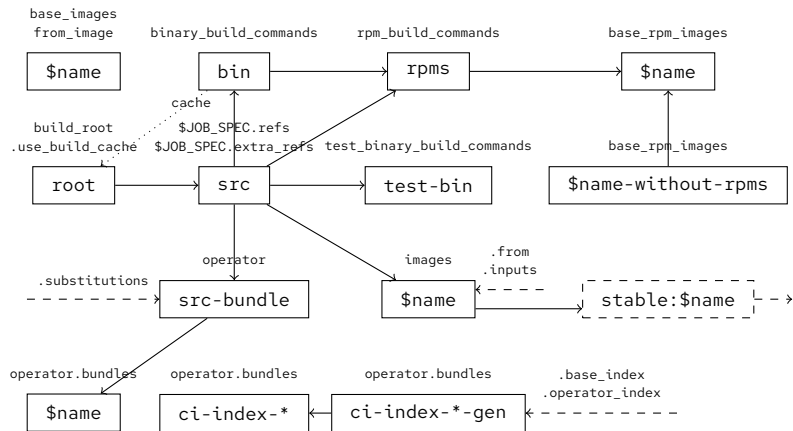 base_images
from_image
binary_build_commands
rpm_build_commands
base_rpm_images
$name
bin
rpms
$name
cache
build_root
.use_build_cache
$JOB_SPEC.refs
$JOB_SPEC.extra_refs
test_binary_build_commands
base_rpm_images
root
src
test-bin
$name-without-rpms
operator
images
.from
.inputs
.substitutions
src-bundle
$name
stable:$name
operator.bundles
operator.bundles
operator.bundles
.base_index
.operator_index
$name
ci-index-*
ci-index-*-gen